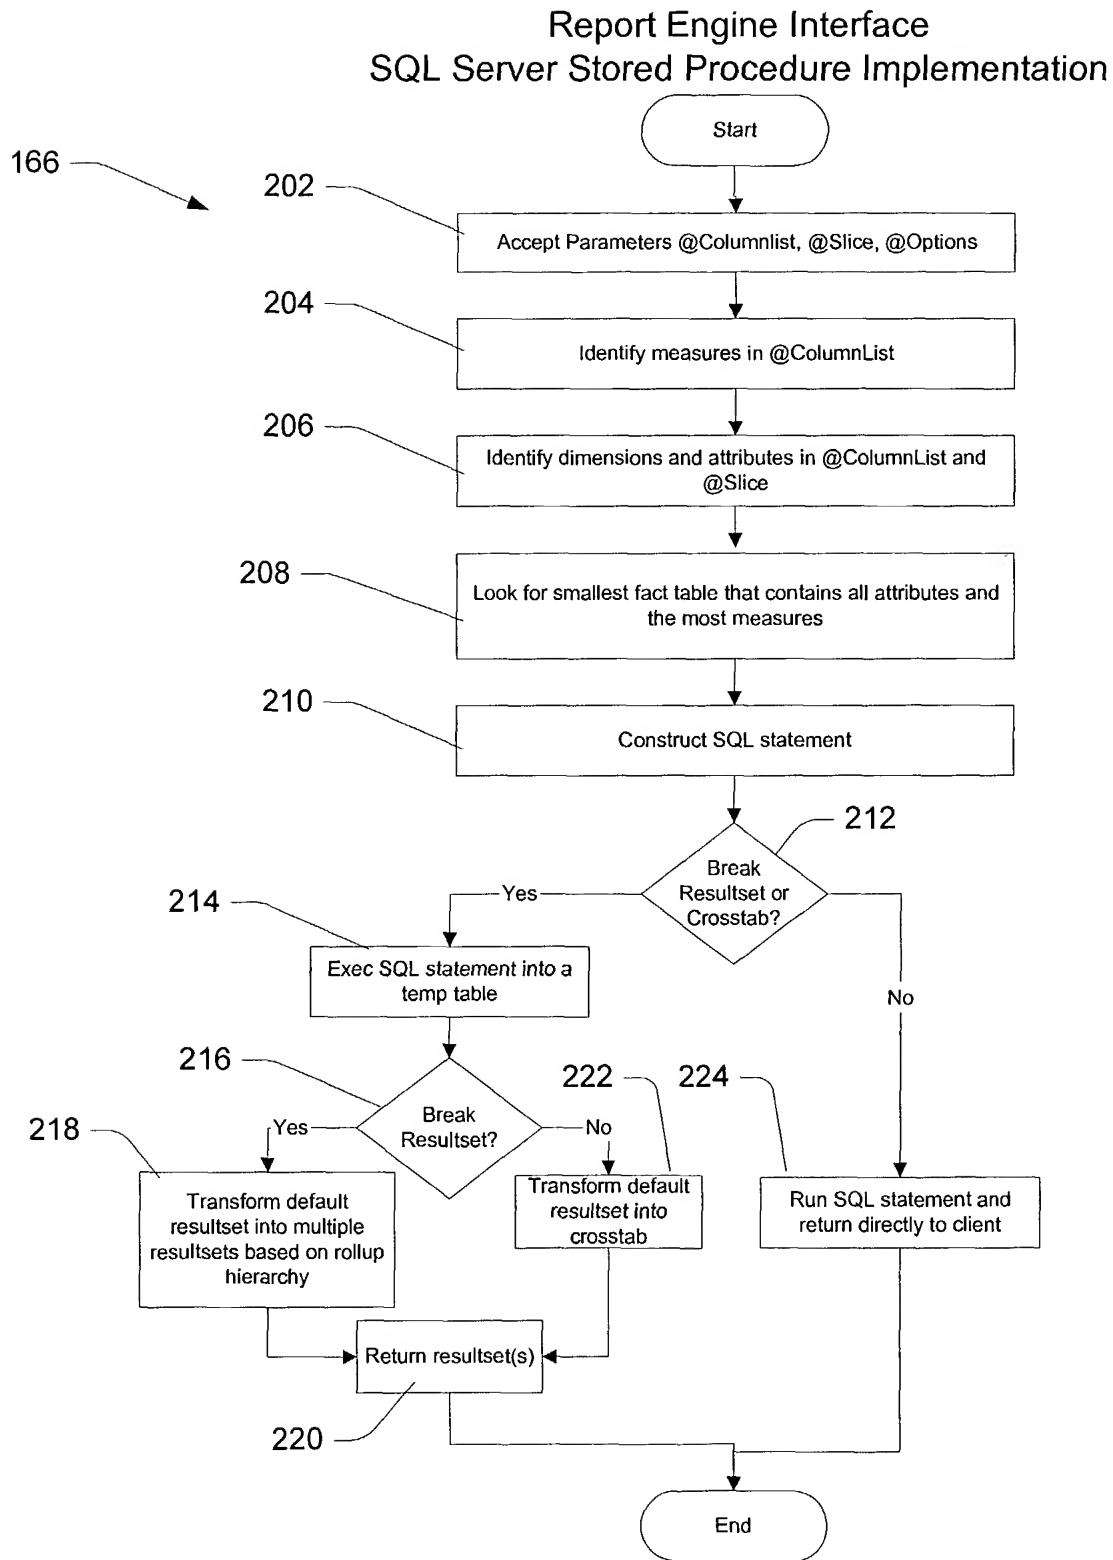 Report Engine Interface
SQL Server Stored Procedure Implementation
Start
166
202
Accept Parameters @Columnlist, @Slice, @Options
204
Identify measures in @ColumnList
206
Identify dimensions and attributes in @ColumnList and
@Slice
208
Look for smallest fact table that contains all attributes and
the most measures
210
Construct SQL statement
212
Break
Resultset or
Crosstab?
Yes
No
214
Exec SQL statement into a
temp table
216
Break
Resultset?
Yes
No
218
Transform default
resultset into multiple
resultsets based on rollup
hierarchy
222
Transform default
resultset into
crosstab
224
Run SQL statement and
return directly to client
Return resultset(s)
220
End